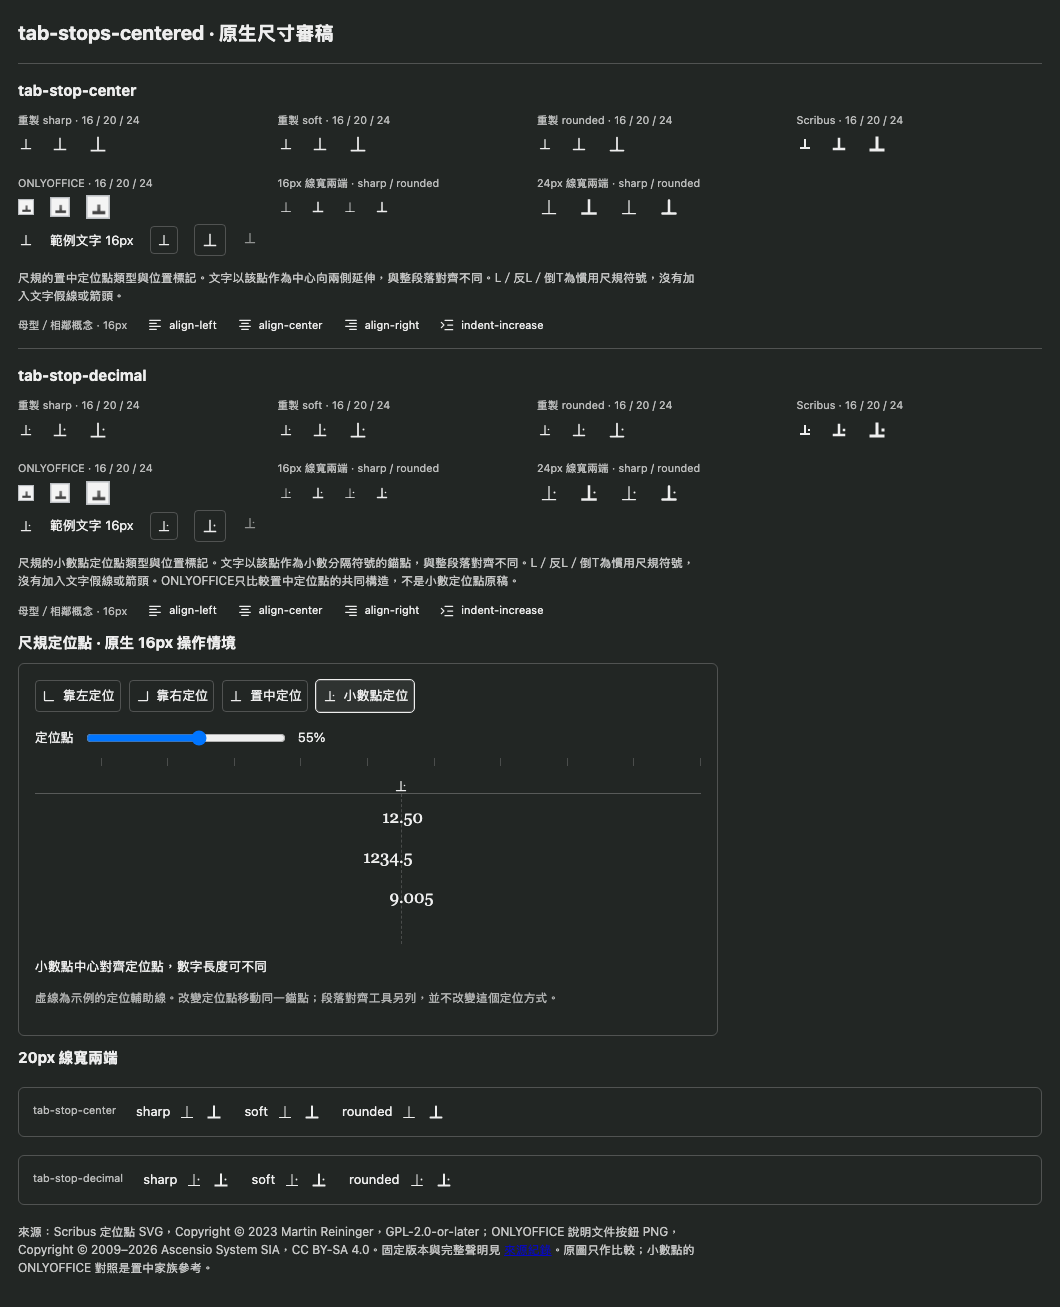 tab-stops-centered · 原生尺寸審稿
tab-stop-center
重製 sharp · 16 / 20 / 24
重製 soft · 16 / 20 / 24
重製 rounded · 16 / 20 / 24
Scribus · 16 / 20 / 24
ONLYOFFICE · 16 / 20 / 24
16px 線寬兩端 · sharp / rounded
24px 線寬兩端 · sharp / rounded
範例文字 16px
尺規的置中定位點類型與位置標記。文字以該點作為中心向兩側延伸，與整段落對齊不同。L / 反L / 倒T為慣用尺規符號，沒有加
入文字假線或箭頭。
母型 / 相鄰概念 · 16px align-left align-center align-right indent-increase
tab-stop-decimal
重製 sharp · 16 / 20 / 24
重製 soft · 16 / 20 / 24
重製 rounded · 16 / 20 / 24
Scribus · 16 / 20 / 24
ONLYOFFICE · 16 / 20 / 24
16px 線寬兩端 · sharp / rounded
24px 線寬兩端 · sharp / rounded
範例文字 16px
尺規的小數點定位點類型與位置標記。文字以該點作為小數分隔符號的錨點，與整段落對齊不同。L / 反L / 倒T為慣用尺規符號，
沒有加入文字假線或箭頭。ONLYOFFICE只比較置中定位點的共同構造，不是小數定位點原稿。
母型 / 相鄰概念 · 16px align-left align-center align-right indent-increase
尺規定位點 · 原生 16px 操作情境
靠左定位 靠右定位 置中定位 小數點定位
定位點 55%
12.50
1234.5
9.005
小數點中心對齊定位點，數字長度可不同
虛線為示例的定位輔助線。改變定位點移動同一錨點；段落對齊工具另列，並不改變這個定位方式。
20px 線寬兩端
tab-stop-center sharp soft rounded
tab-stop-decimal sharp soft rounded
來源：Scribus 定位點 SVG，Copyright © 2023 Martin Reininger，GPL-2.0-or-later；ONLYOFFICE 說明文件按鈕 PNG，
Copyright © 2009–2026 Ascensio System SIA，CC BY-SA 4.0。固定版本與完整聲明見 。原圖只作比較；小數點的
ONLYOFFICE 對照是置中家族參考。